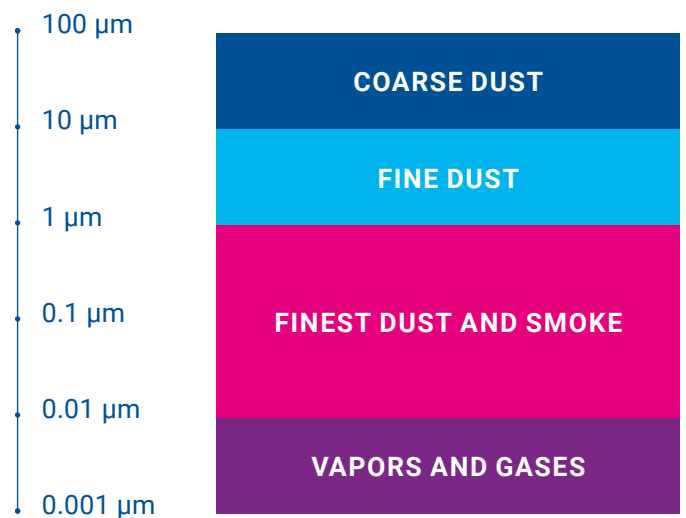 100 µm
COARSE DUST
10 µm
FINE DUST
1 µm
0.1 µm
FINEST DUST AND SMOKE
0.01 µm
VAPORS AND GASES
0.001 µm